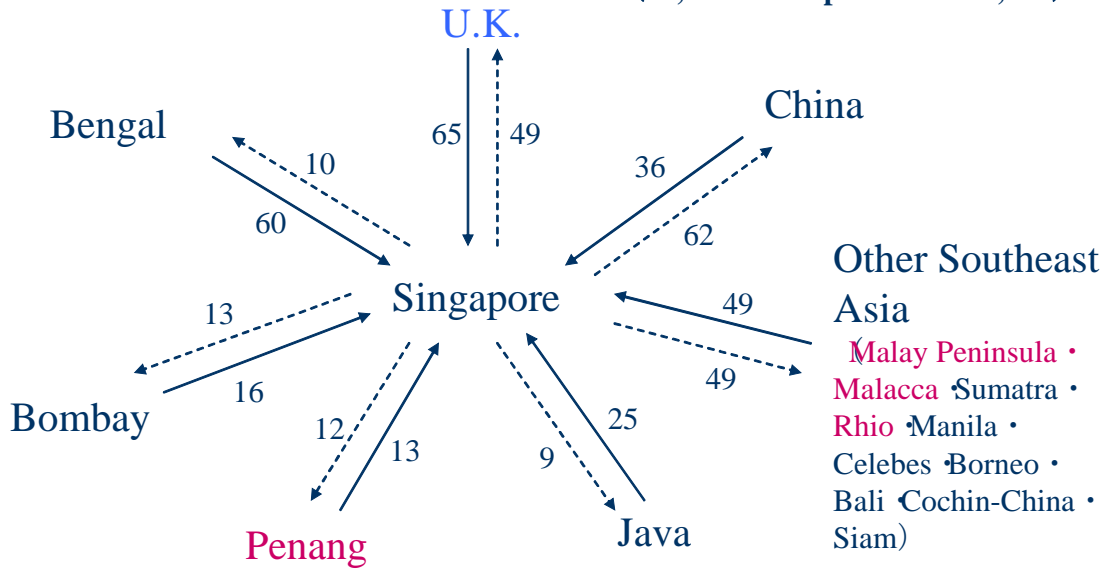 U.K.
China
Bengal
65
49
10
36
60
62
Other Southeast
Asia
Singapore
13
49
(Malay Peninsula・
16
49
Malacca・Sumatra・
Bombay
12
25
Rhio・Manila・
13
9
Celebes・Borneo・
Bali・Cochin-China・
Penang
Java
Siam)